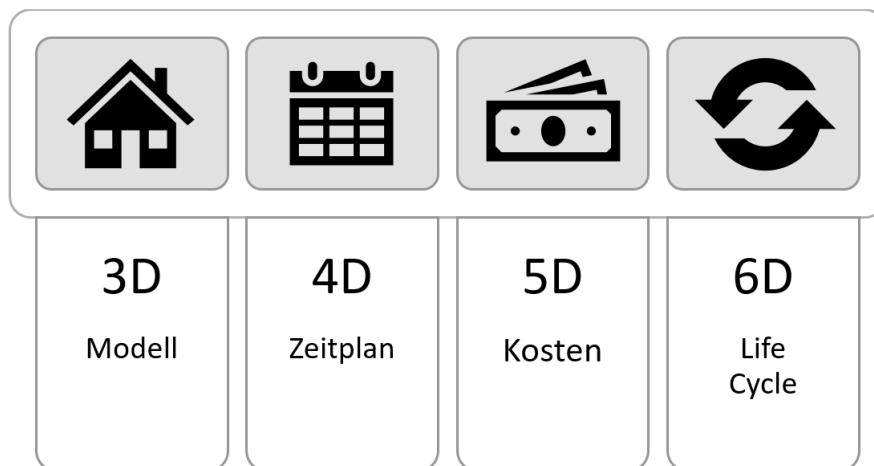 3D
Modell
4D
Zeitplan
5D
Kosten
6D
Life
Cycle